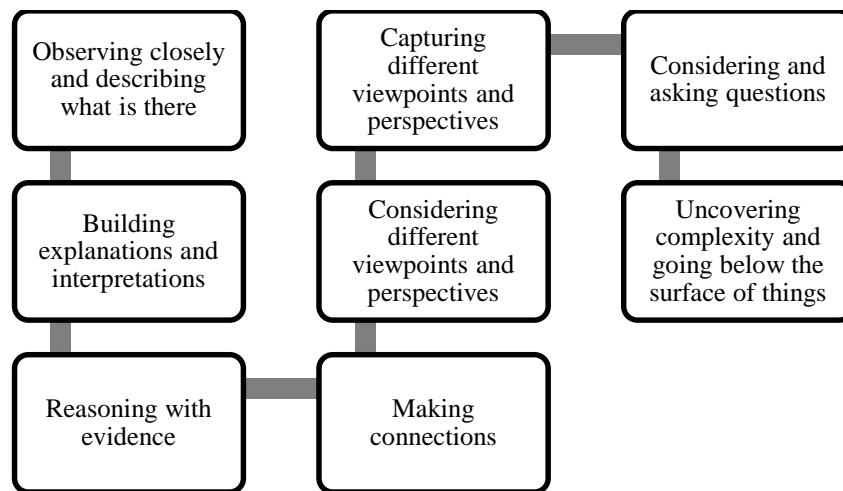 Observing closely
and describing
what is there
Building
explanations and
interpretations
Reasoning with
evidence
Making
connections
Considering
different
viewpoints and
perspectives
Capturing
different
viewpoints and
perspectives
Considering and
asking questions
Uncovering
complexity and
going below the
surface of things